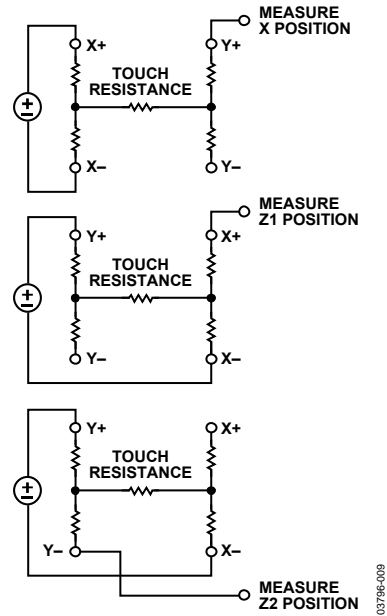 MEASURE
X POSITION
X+
Y+
TOUCH
RESISTANCE
X–
Y–
MEASURE
Z1 POSITION
Y+
X+
TOUCH
RESISTANCE
Y–
X–
Y+
X+
TOUCH
RESISTANCE
Y–
X–
MEASURE
Z2 POSITION
03796-009